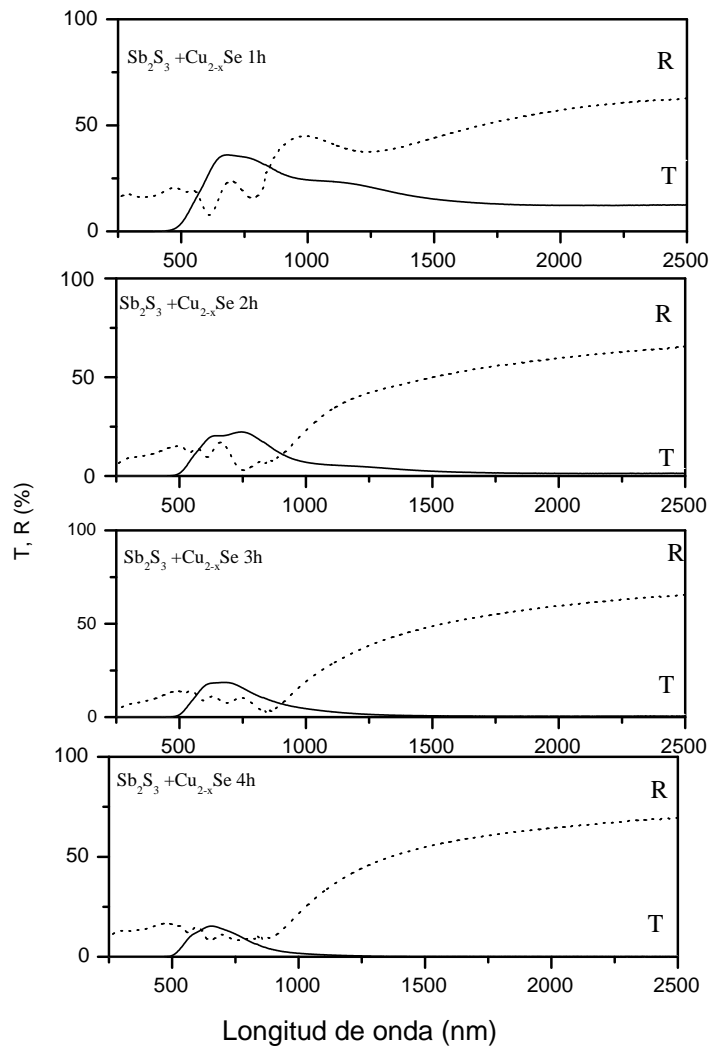 100
Sb₂S₃ +Cu₂₋ₓSe 1h
R
50
T
0
500 1000 1500 2000 2500
100
Sb₂S₃ +Cu₂₋ₓSe 2h
R
50
T
0
500 1000 1500 2000 2500
T, R (%)
100
Sb₂S₃ +Cu₂₋ₓSe 3h
R
50
T
0
500 1000 1500 2000 2500
100
Sb₂S₃ +Cu₂₋ₓSe 4h
R
50
T
0
500 1000 1500 2000 2500
Longitud de onda (nm)